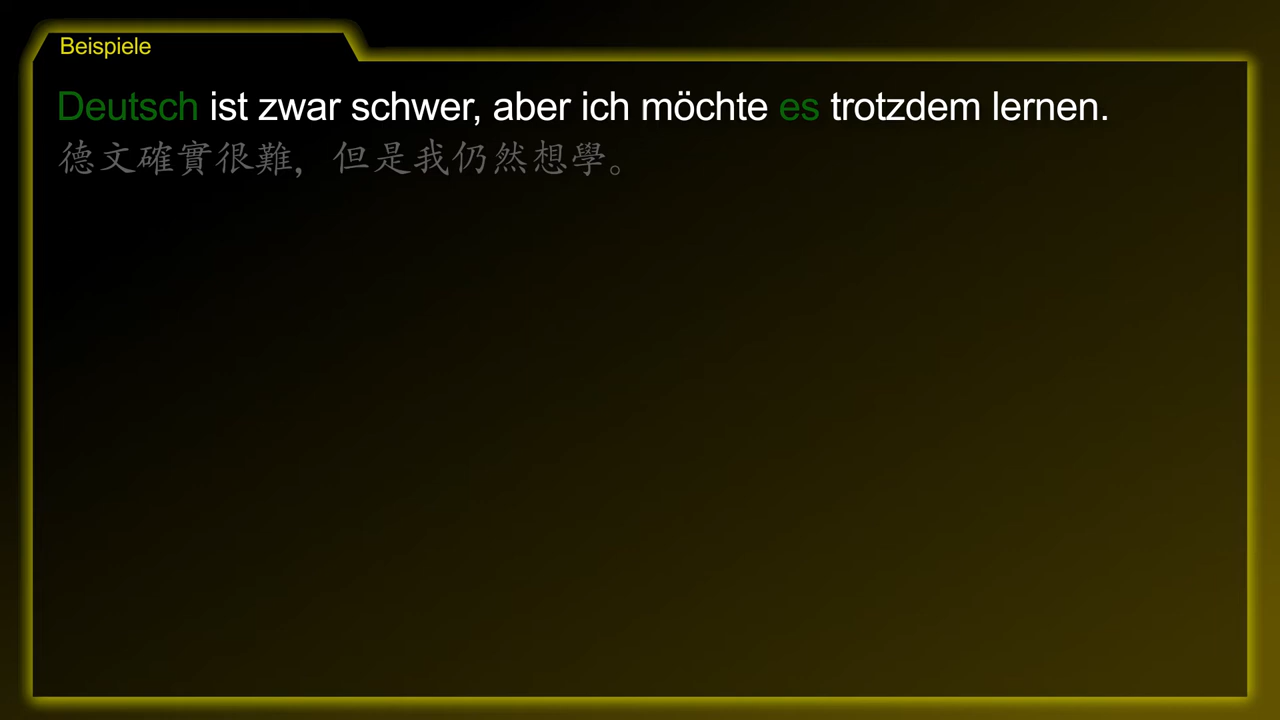 Beispiele
Deutsch ist zwar schwer, aber ich möchte es trotzdem lernen.
德文確實很難，但是我仍然想學。